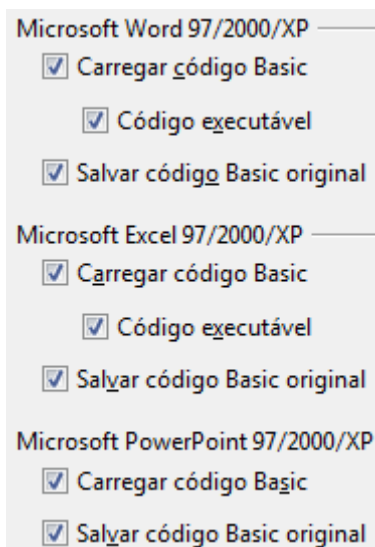 Microsoft Word 97/2000/XP
Carregar código Basic
Código executável
Salvar código Basic original
Microsoft Excel 97/2000/XP
Carregar código Basic
Código executável
Salvar código Basic original
Microsoft PowerPoint 97/2000/XP
Carregar código Basic
Salvar código Basic original